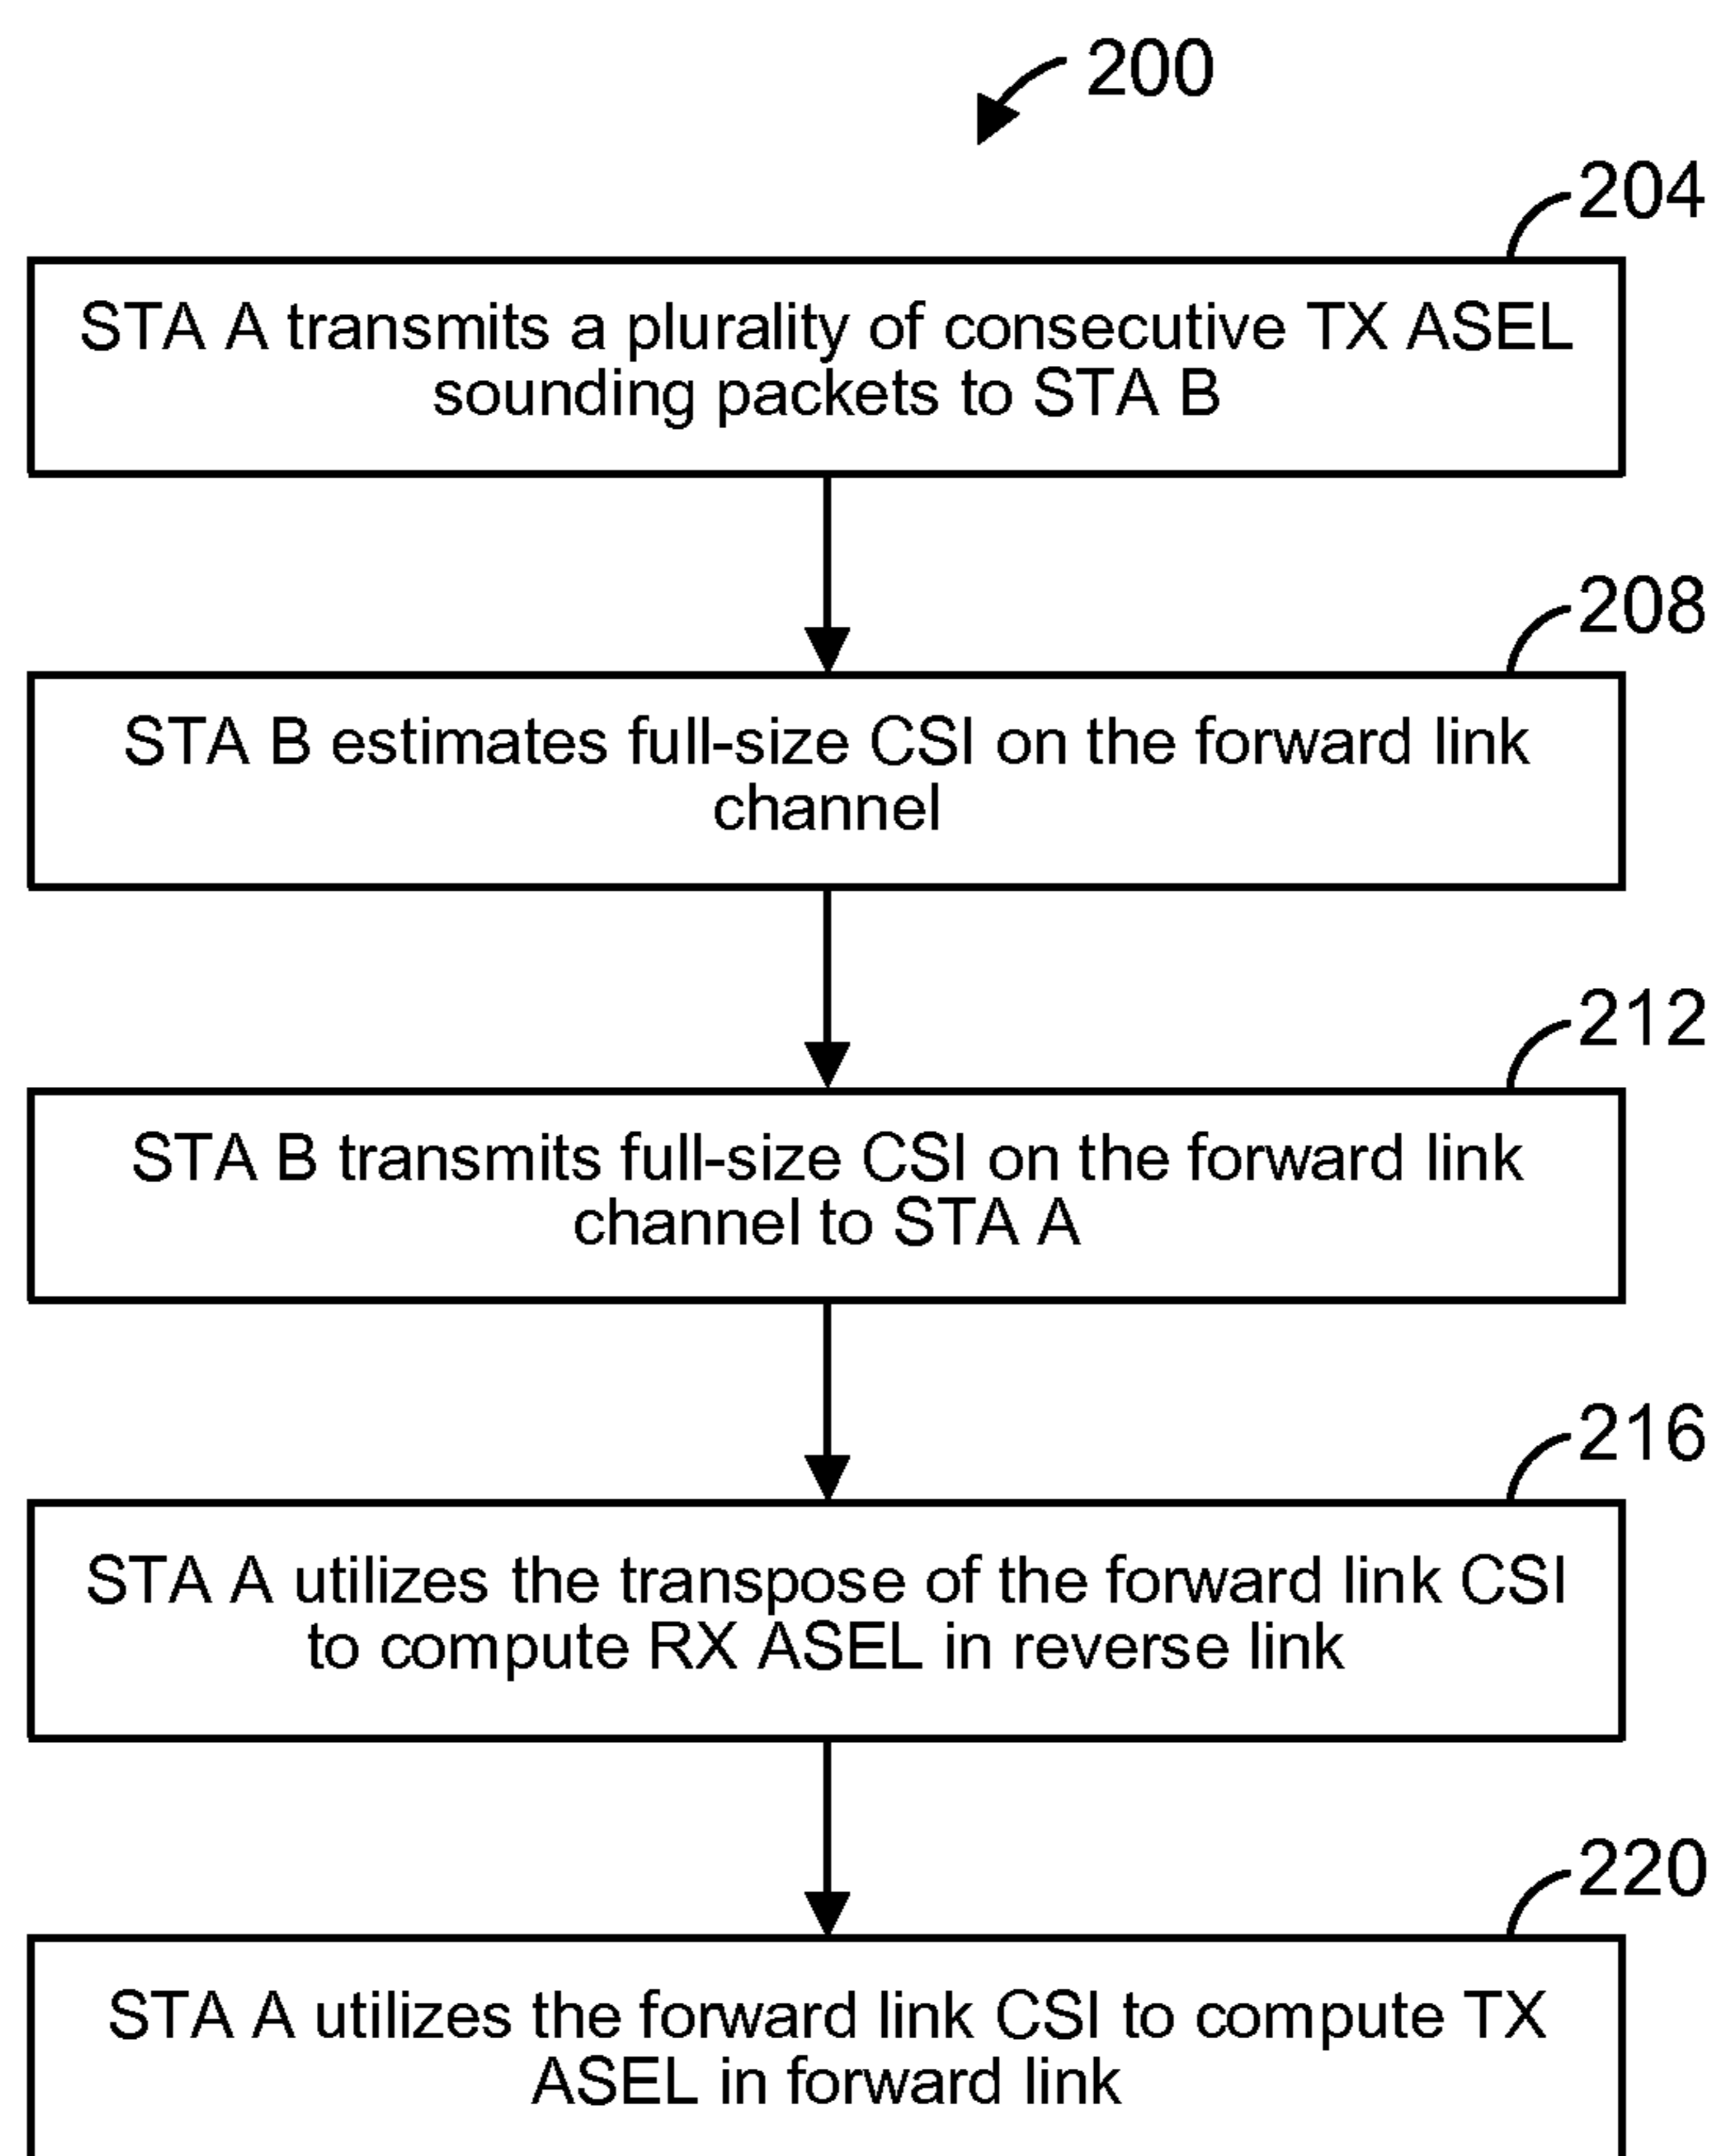 200
204
STA A transmits a plurality of consecutive TX ASEL
sounding packets to STA B
208
STA B estimates full-size CSI on the forward link
channel
212
STA B transmits full-size CSI on the forward link
channel to STA A
216
STA A utilizes the transpose of the forward link CSI
to compute RX ASEL in reverse link
220
STA A utilizes the forward link CSI to compute TX
ASEL in forward link